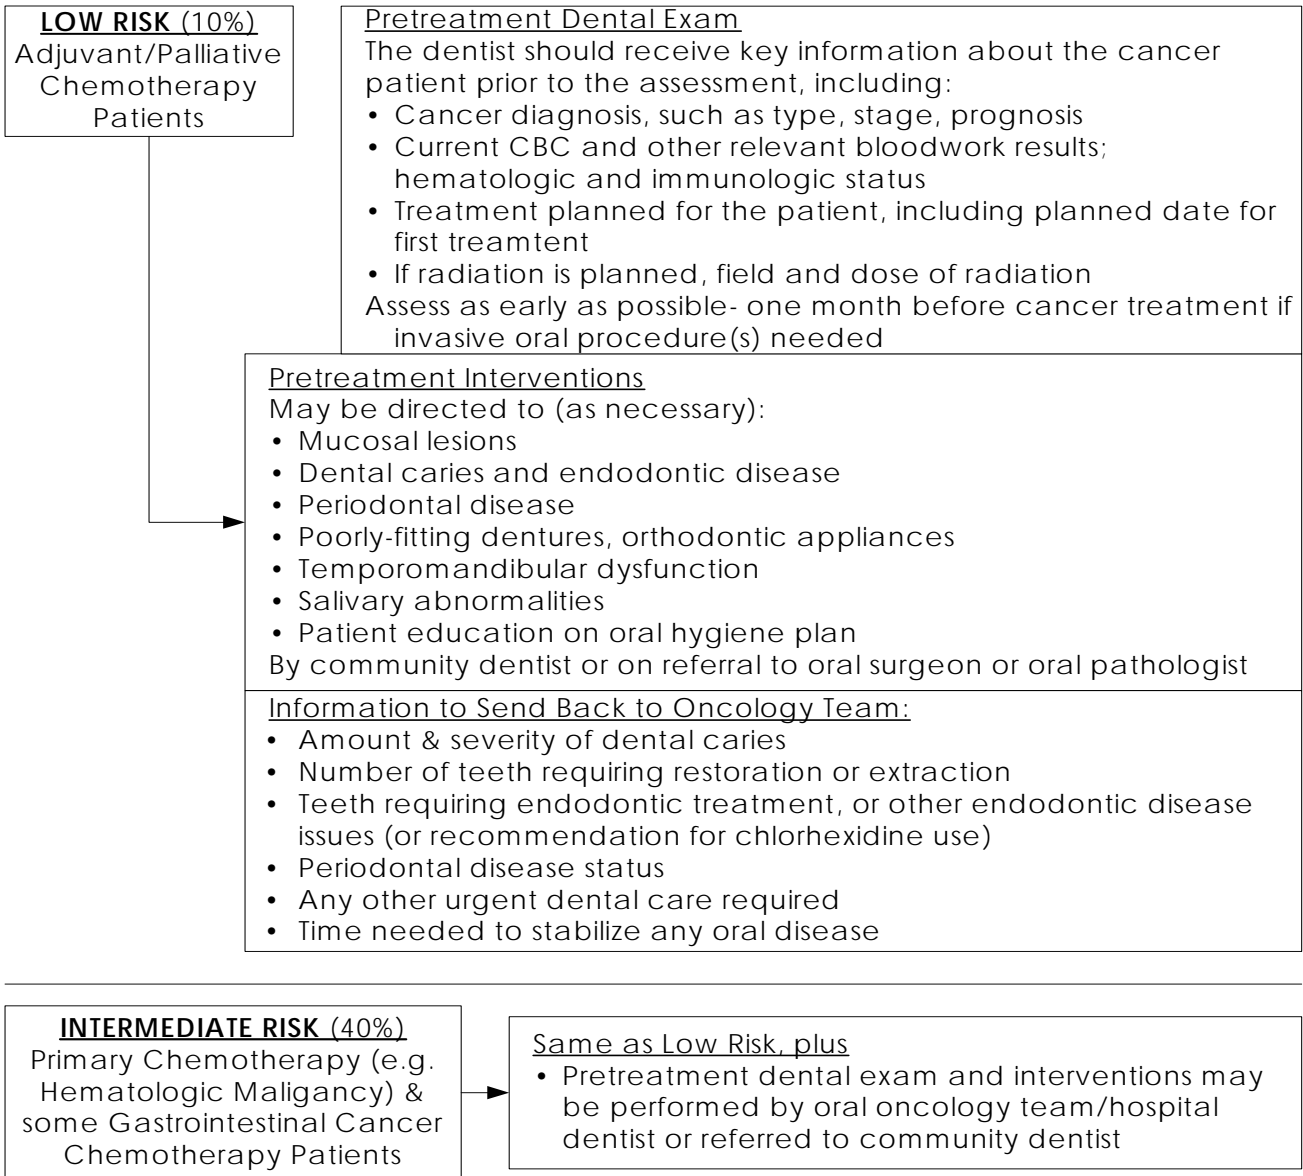 LOW RISK (10%)
Adjuvant/Palliative
Chemotherapy
Patients
Pretreatment Dental Exam
The dentist should receive key information about the cancer
patient prior to the assessment, including:
• Cancer diagnosis, such as type, stage, prognosis
• Current CBC and other relevant bloodwork results;
hematologic and immunologic status
• Treatment planned for the patient, including planned date for
first treamtent
• If radiation is planned, field and dose of radiation
Assess as early as possible- one month before cancer treatment if
invasive oral procedure(s) needed
Pretreatment Interventions
May be directed to (as necessary):
• Mucosal lesions
• Dental caries and endodontic disease
• Periodontal disease
• Poorly-fitting dentures, orthodontic appliances
• Temporomandibular dysfunction
• Salivary abnormalities
• Patient education on oral hygiene plan
By community dentist or on referral to oral surgeon or oral pathologist
Information to Send Back to Oncology Team:
• Amount & severity of dental caries
• Number of teeth requiring restoration or extraction
• Teeth requiring endodontic treatment, or other endodontic disease
issues (or recommendation for chlorhexidine use)
• Periodontal disease status
• Any other urgent dental care required
• Time needed to stabilize any oral disease
INTERMEDIATE RISK (40%)
Primary Chemotherapy (e.g.
Hematologic Maligancy) &
some Gastrointestinal Cancer
Chemotherapy Patients
Same as Low Risk, plus
• Pretreatment dental exam and interventions may
be performed by oral oncology team/hospital
dentist or referred to community dentist